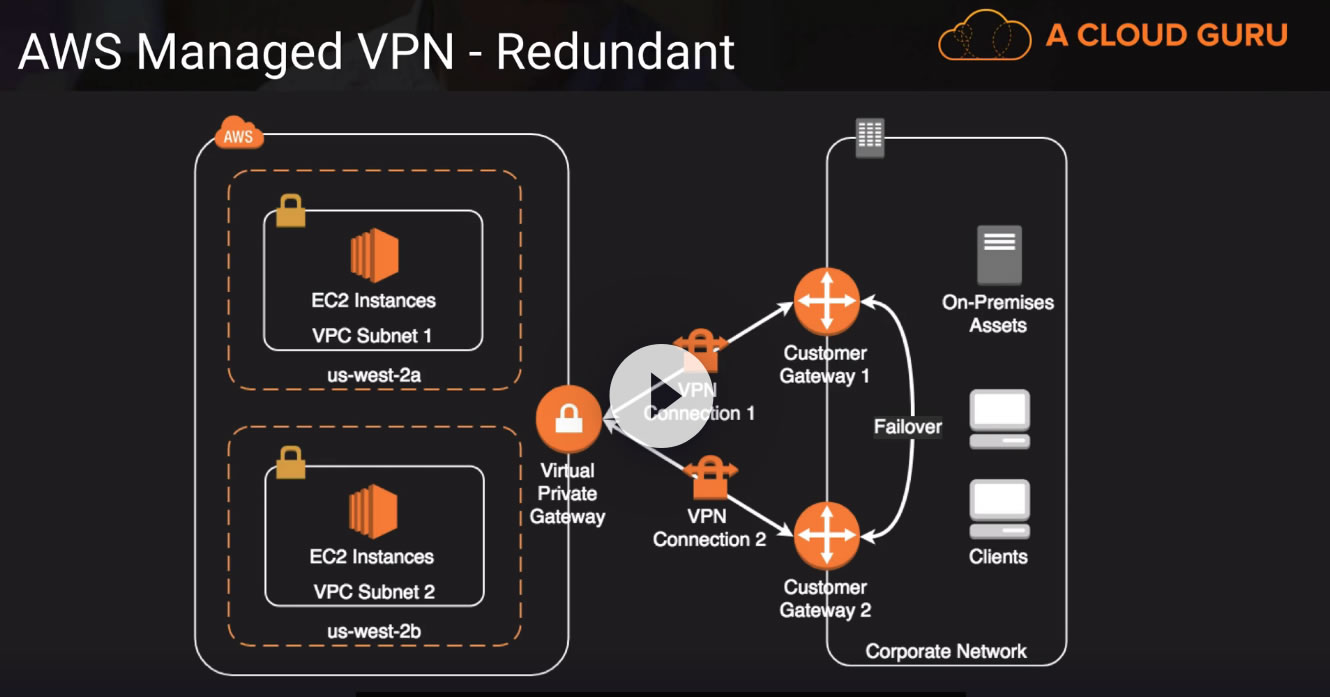 AWS Managed VPN - Redundant
A CLOUD GURU
AWS
EC2 Instances
VPC Subnet 1
us-west-2a
EC2 Instances
VPC Subnet 2
us-west-2b
Virtual
Private
Gateway
VPN
Connection 1
VPN
Connection 2
Customer
Gateway 1
Failover
Customer
Gateway 2
On-Premises
Assets
Clients
Corporate Network